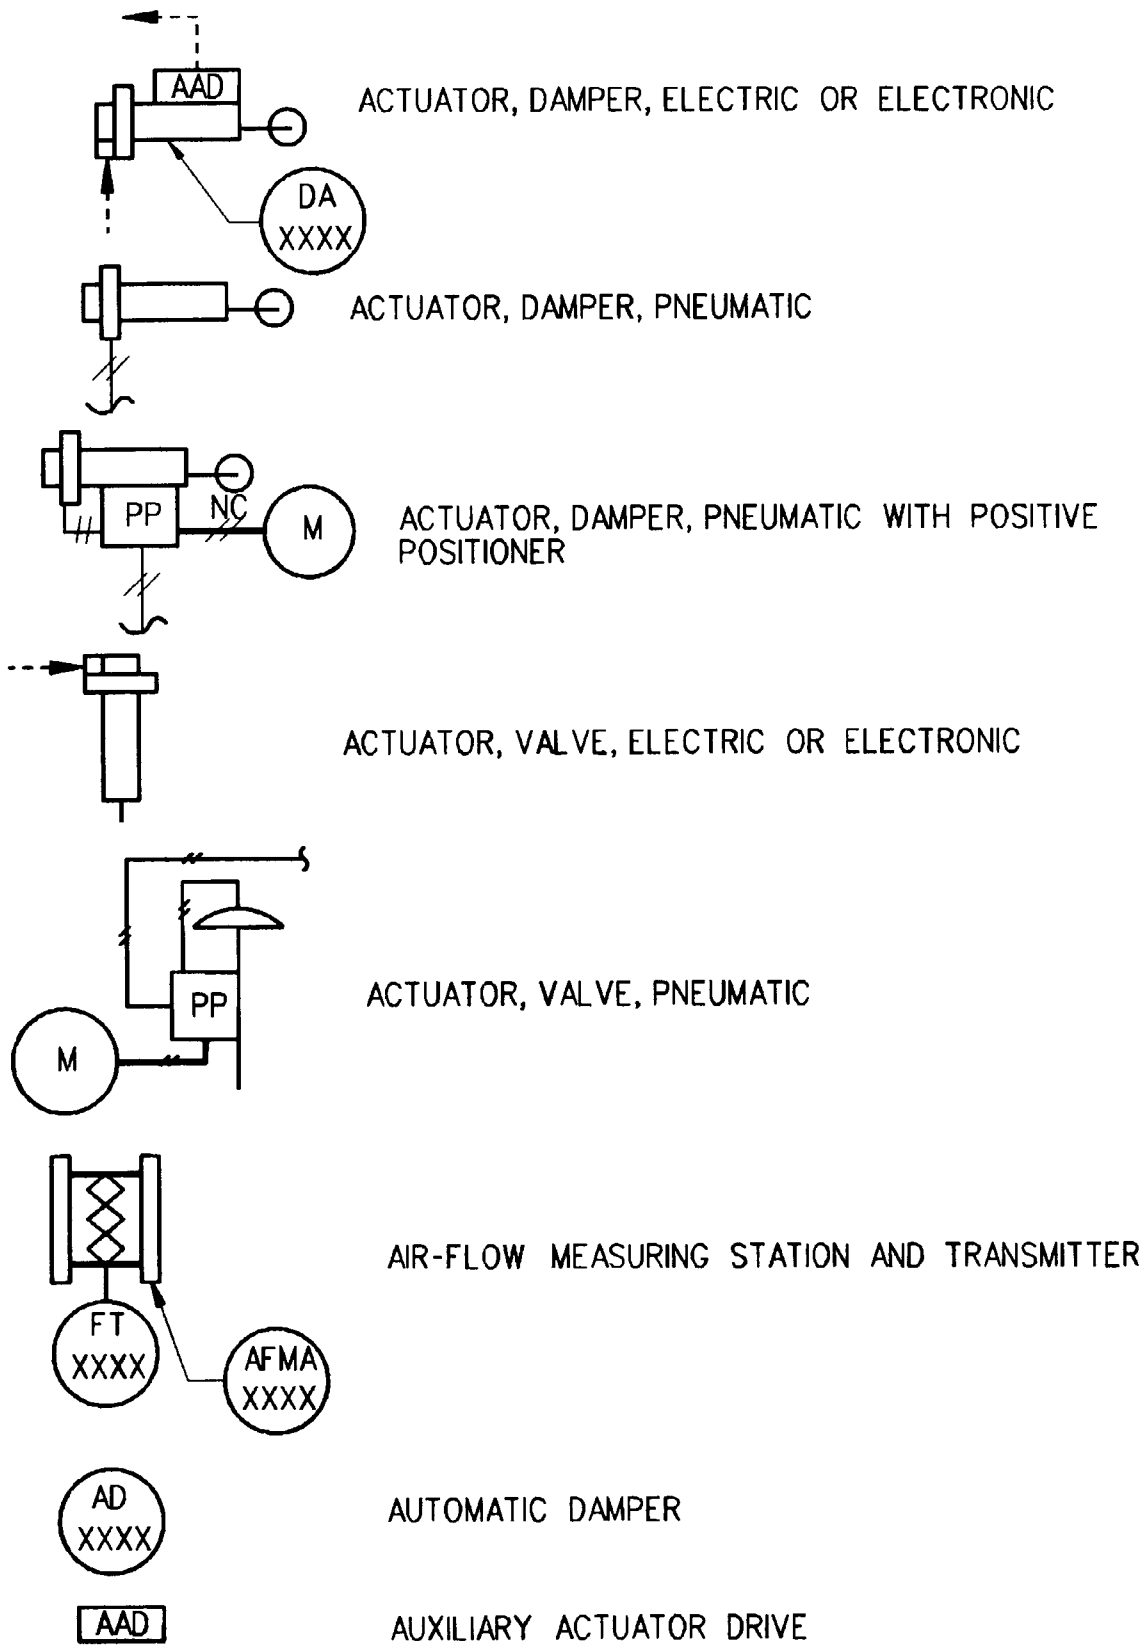 AAD
ACTUATOR, DAMPER, ELECTRIC OR ELECTRONIC
DA
XXXX
ACTUATOR, DAMPER, PNEUMATIC
PP
NC
M
ACTUATOR, DAMPER, PNEUMATIC WITH POSITIVE
POSITIONER
ACTUATOR, VALVE, ELECTRIC OR ELECTRONIC
PP
ACTUATOR, VALVE, PNEUMATIC
M
AIR-FLOW MEASURING STATION AND TRANSMITTER
FT
XXXX
AFMA
XXXX
AD
XXXX
AUTOMATIC DAMPER
AAD
AUXILIARY ACTUATOR DRIVE